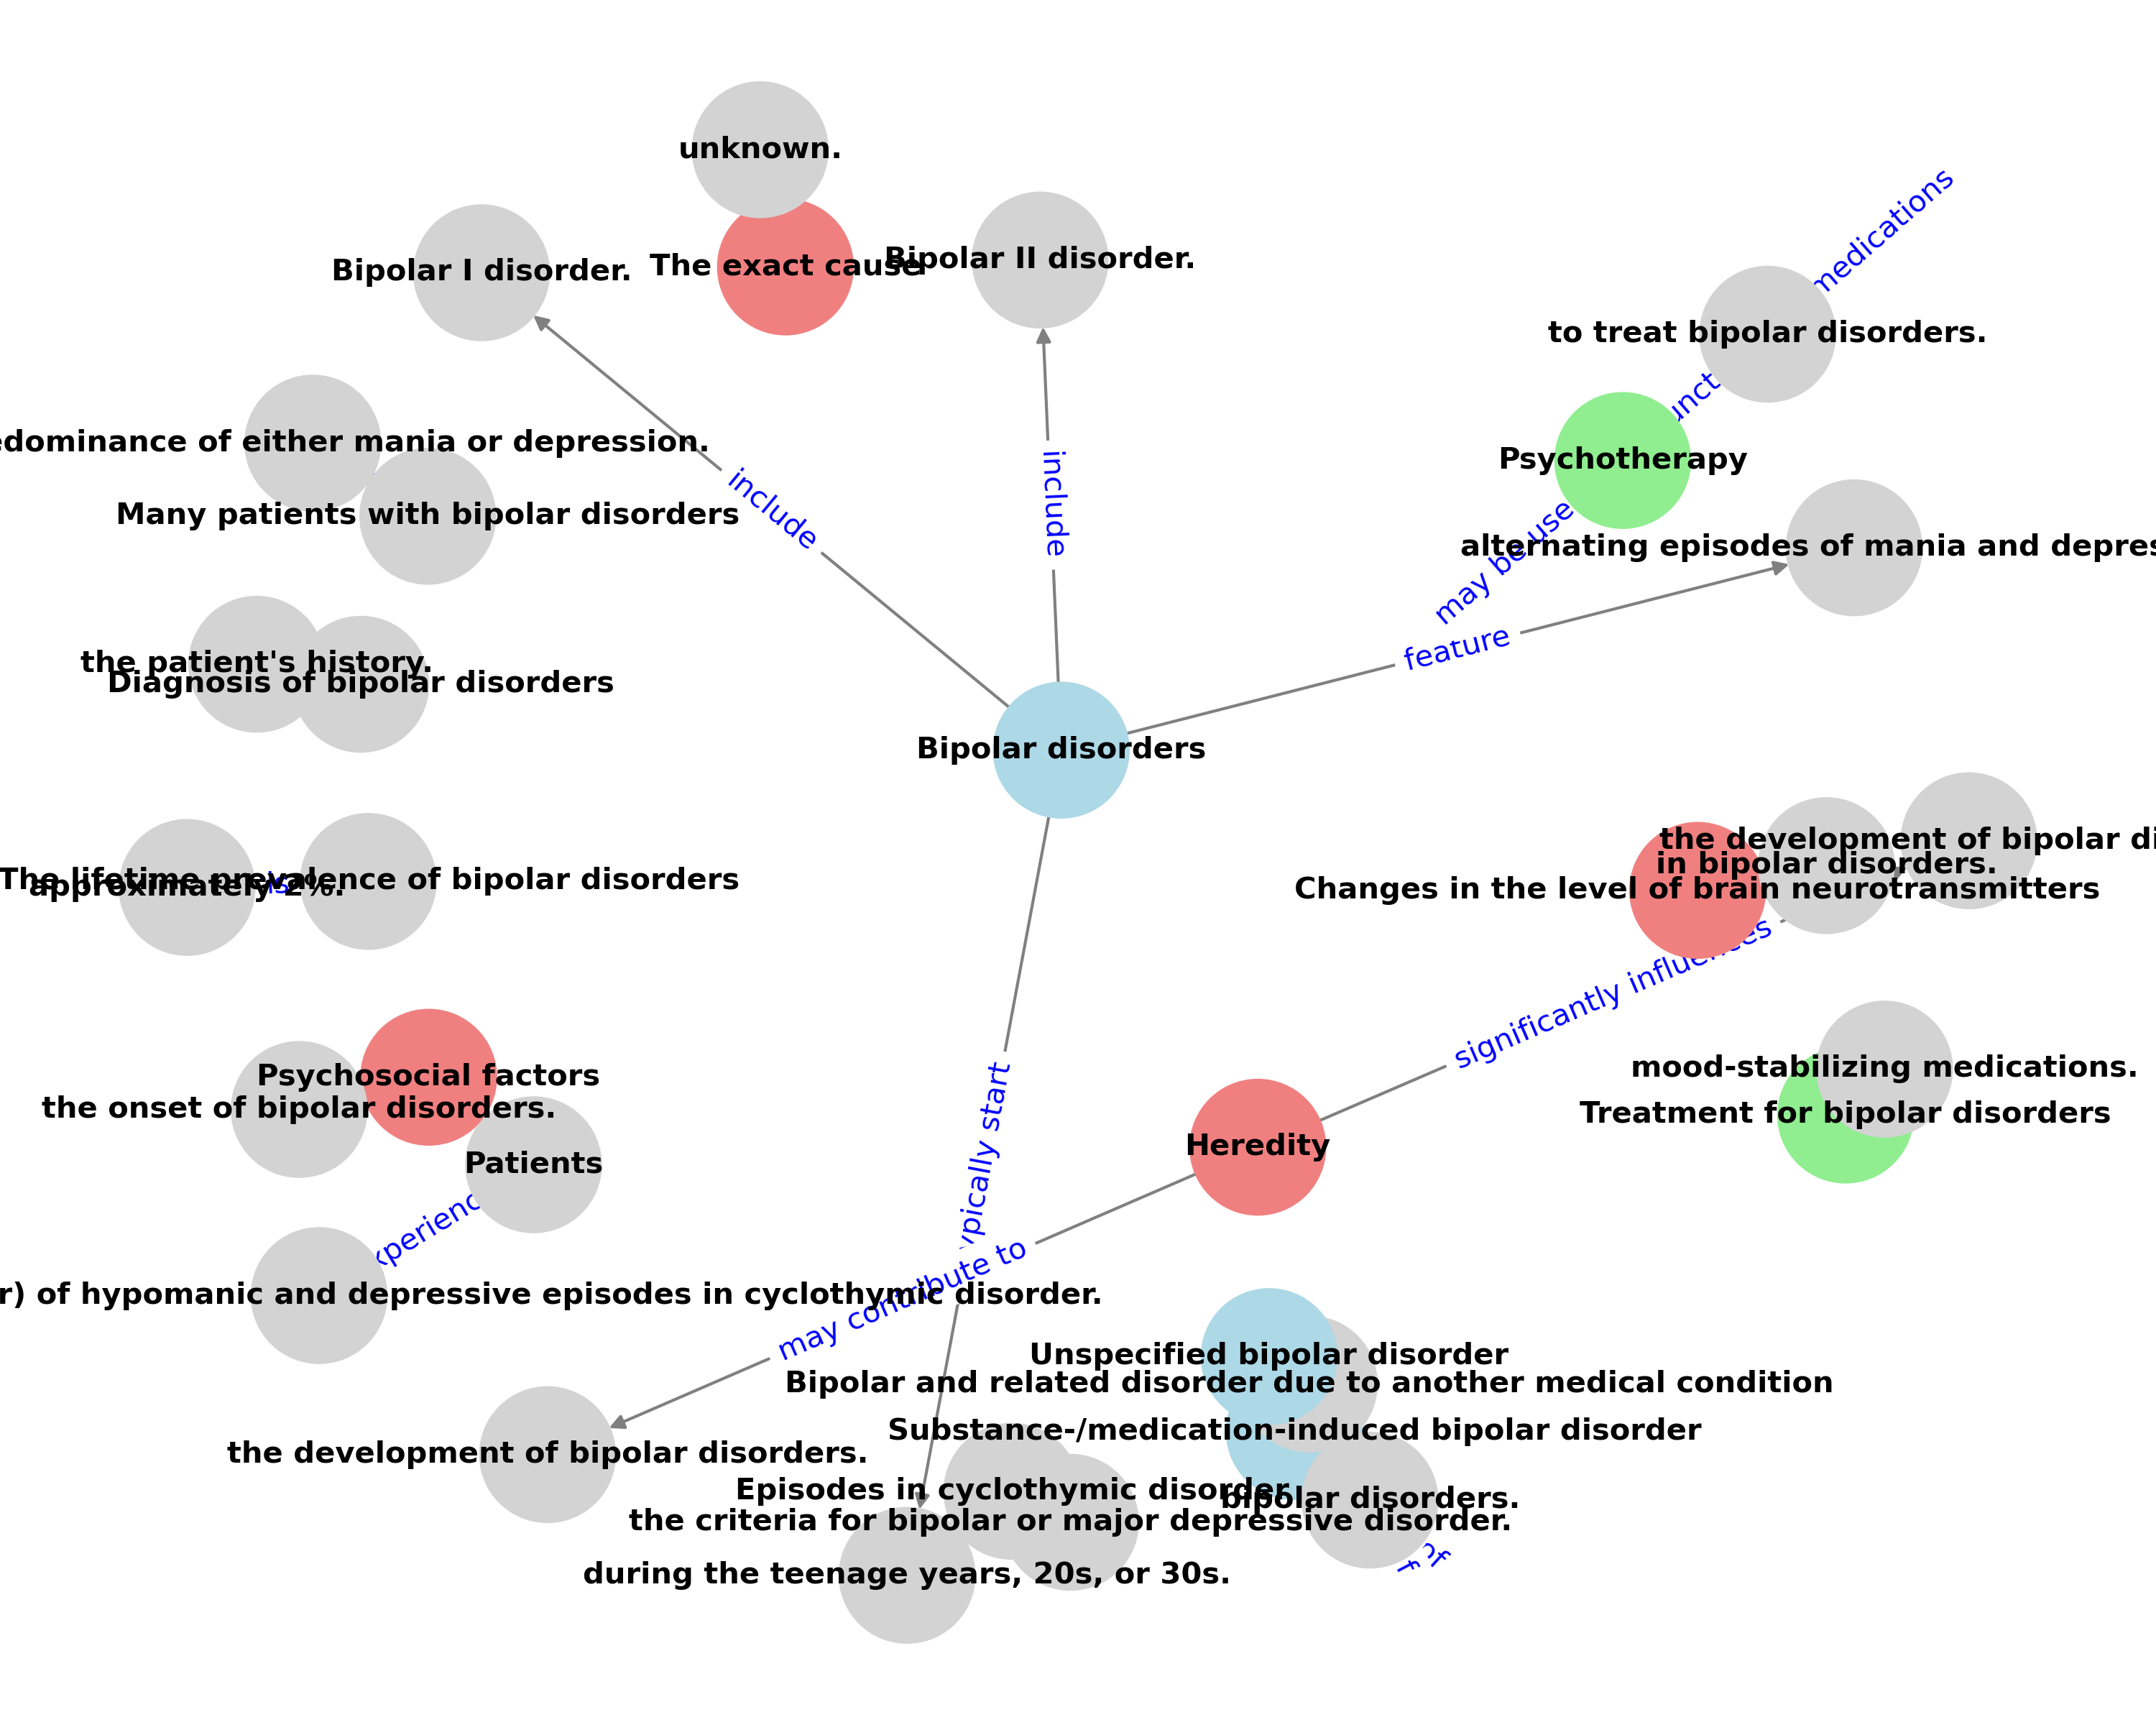 medications
unknown.
Bipolar II disorder.
The exact cause
Bipolar I disorder.
to treat bipolar disorders.
edominance of either mania or depression.
Psychotherapy
include
include
Many patients with bipolar disorders
may be use
alternating episodes of mania and depres
feature
the patient's history.
Diagnosis of bipolar disorders
Bipolar disorders
the development of bipolar di
in bipolar disorders.
The lifetime prevalence of bipolar disorders
approximately 2%.
is
Changes in the level of brain neurotransmitters
significantly influences
mood-stabilizing medications.
Psychosocial factors
the onset of bipolar disorders.
Treatment for bipolar disorders
Heredity
Patients
ypically start
xperienc
r) of hypomanic and depressive episodes in cyclothymic disorder.
may contribute to
Unspecified bipolar disorder
Bipolar and related disorder due to another medical condition
Substance-/medication-induced bipolar disorder
the development of bipolar disorders.
Episodes in cyclothymic disorder
bipolar disorders.
the criteria for bipolar or major depressive disorder.
during the teenage years, 20s, or 30s.